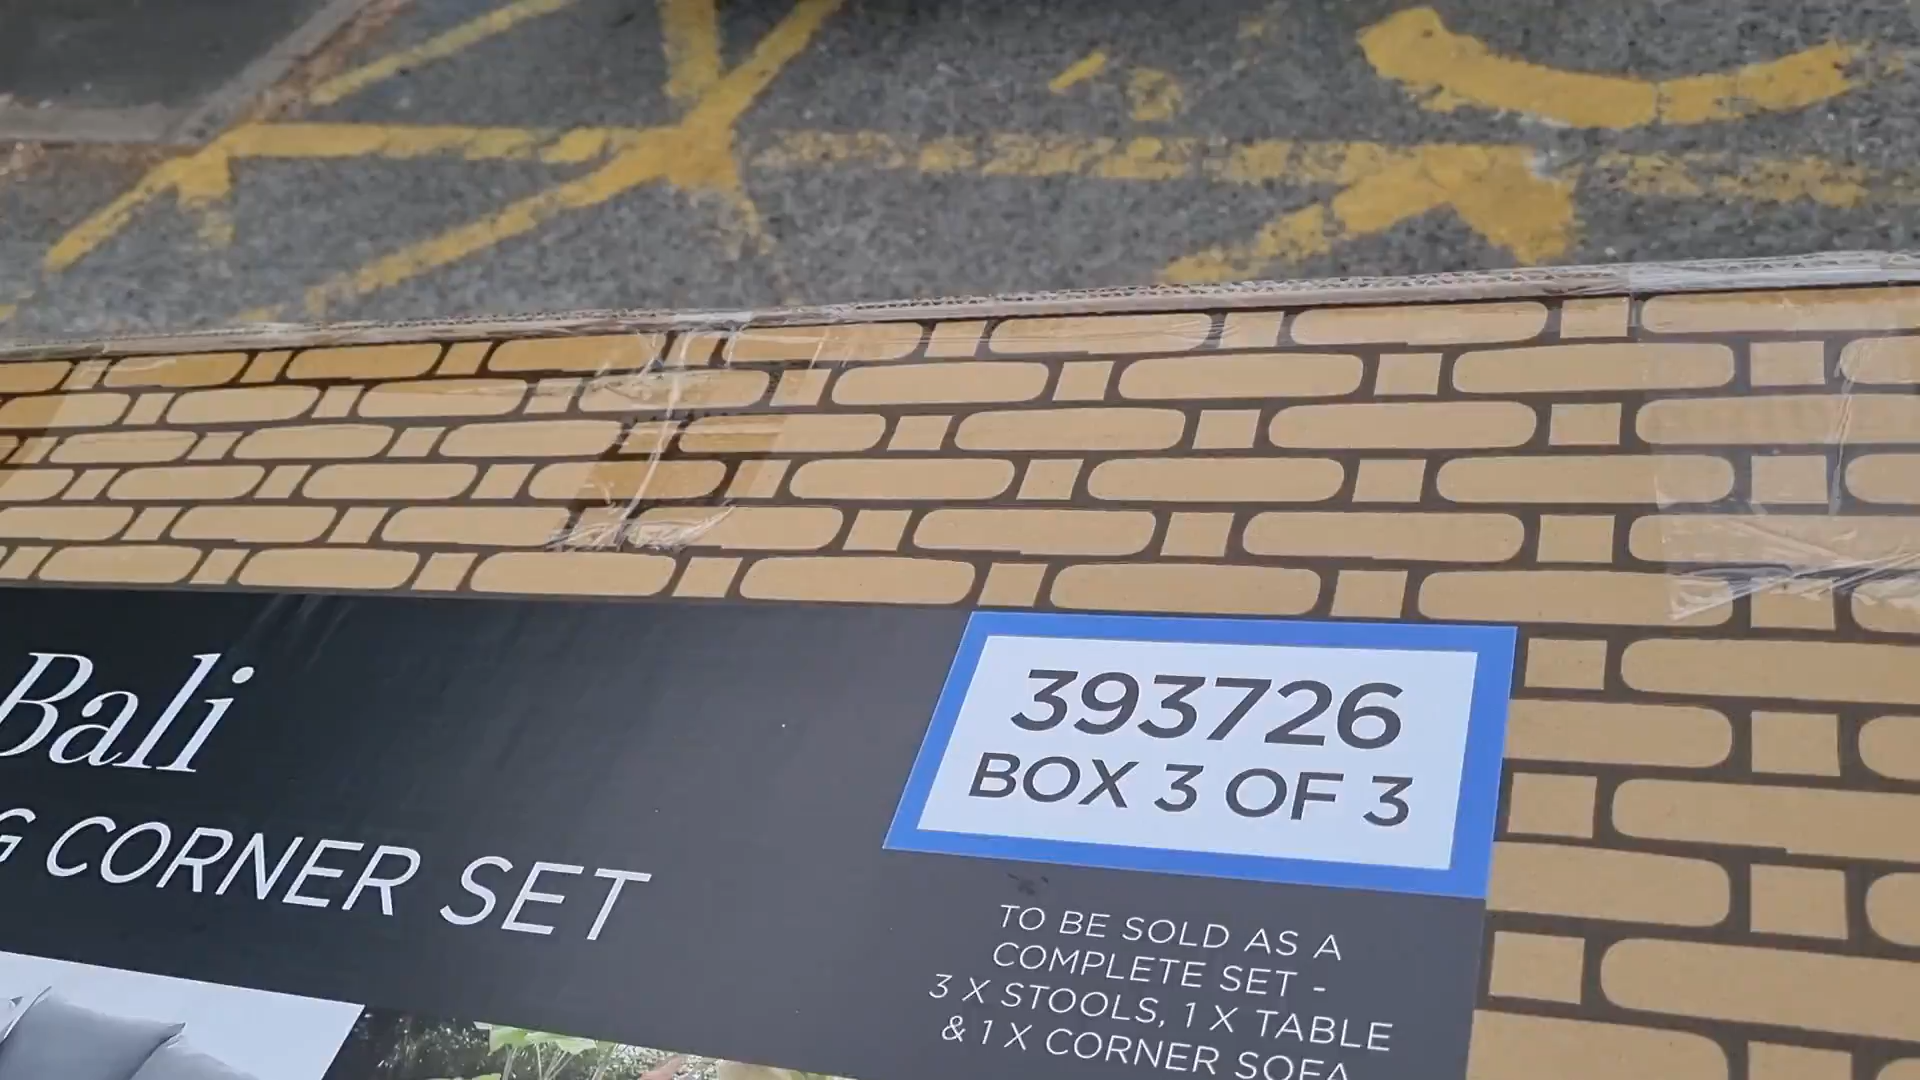 Bali
CORNER SET
393726
BOX 3 OF 3
TO BE SOLD AS A
COMPLETE SET -
3 X STOOLS, 1 X TABLE
& 1 X CORNER SOFA